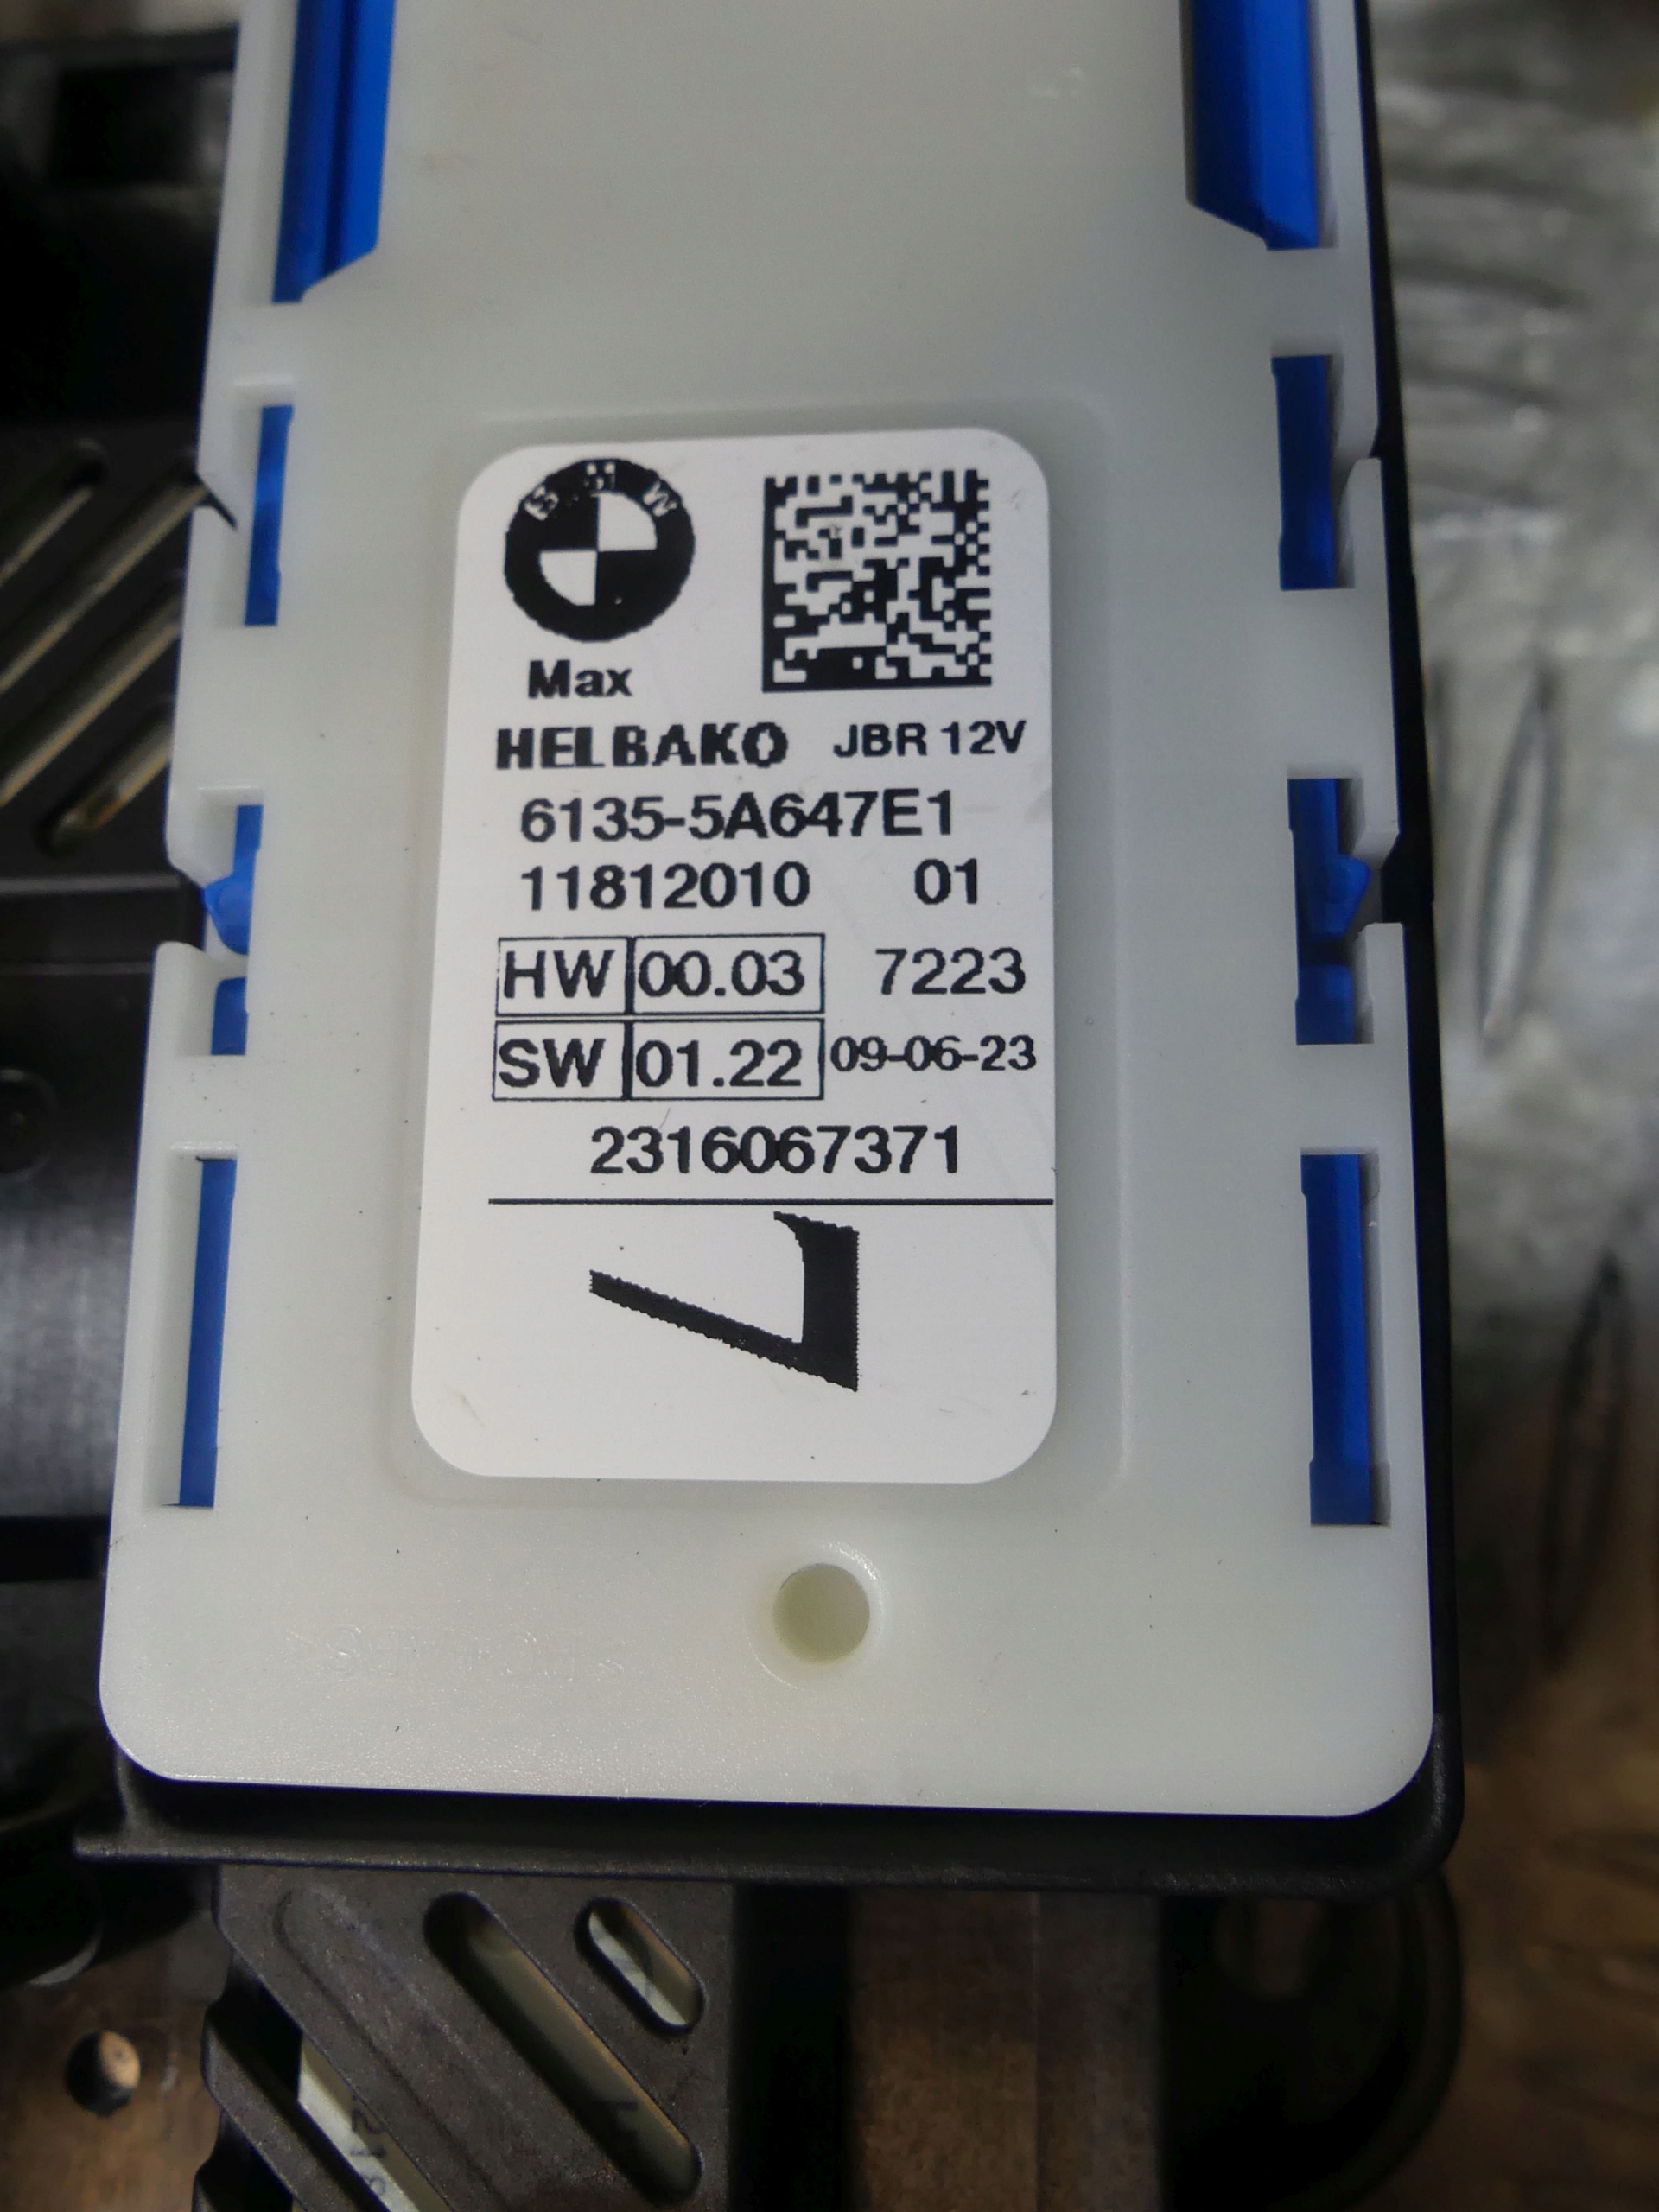 BMW
Max
HELBAKO JBR 12V
6135-5A647E1
11812010 01
HW 00.03 7223
SW 01.22 09-06-23
2316067371
7